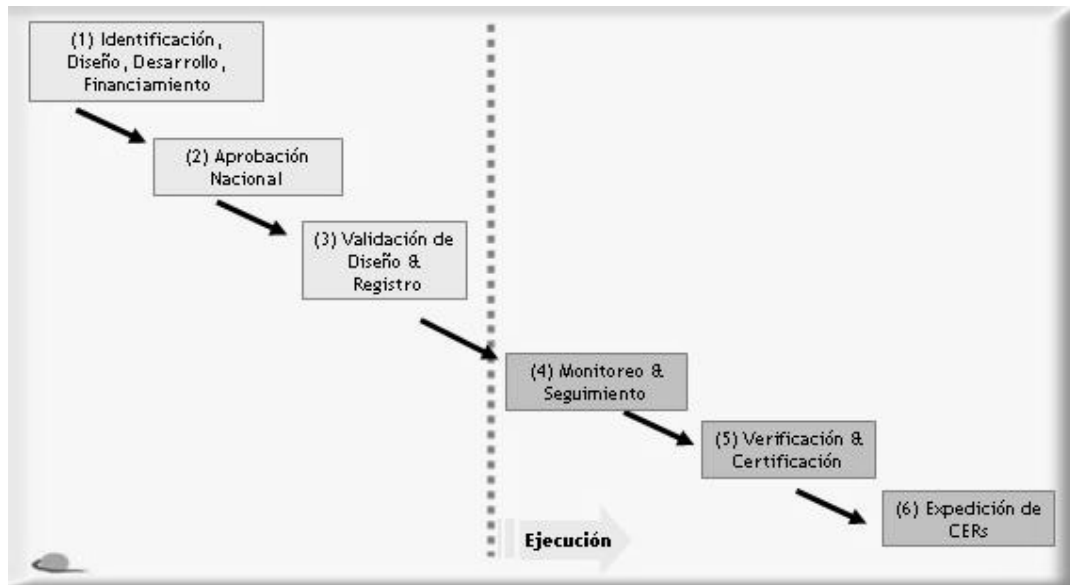 (1) Identificación,
Diseño, Desarrollo,
Financiamiento
(2) Aprobación
Nacional
(3) Validación de
Diseño &
Registro
(4) Monitoreo &
Seguimiento
(5) Verificación &
Certificación
(6) Expedición de
CERs
Ejecución